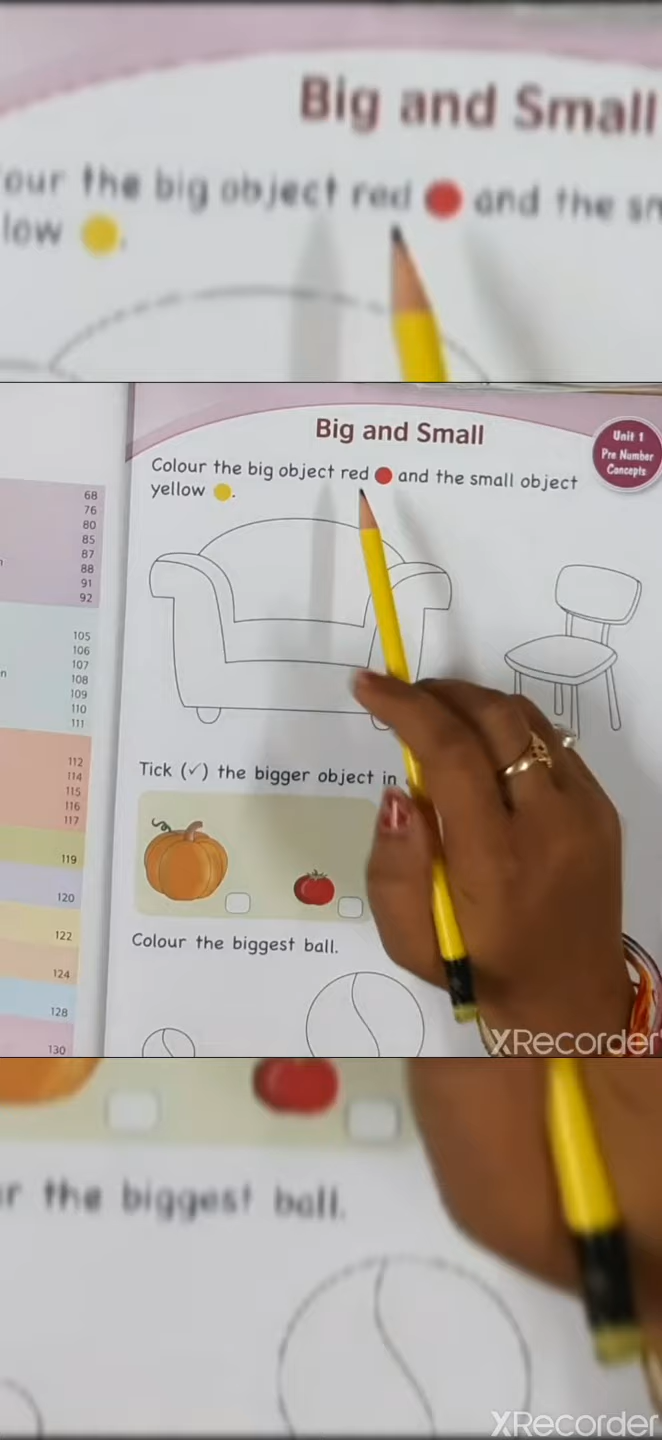 Big and Small
our the big object red and the sm
low .
Big and Small
Unit 1
Pre Number
Concepts
Colour the big object red and the small object
yellow .
68
76
80
85
87
88
91
92
105
106
107
108
109
110
111
112
114
115
116
117
119
120
122
124
128
130
n
Tick (✓) the bigger object in
Colour the biggest ball.
XRecorder
r the biggest ball.
XRecorder